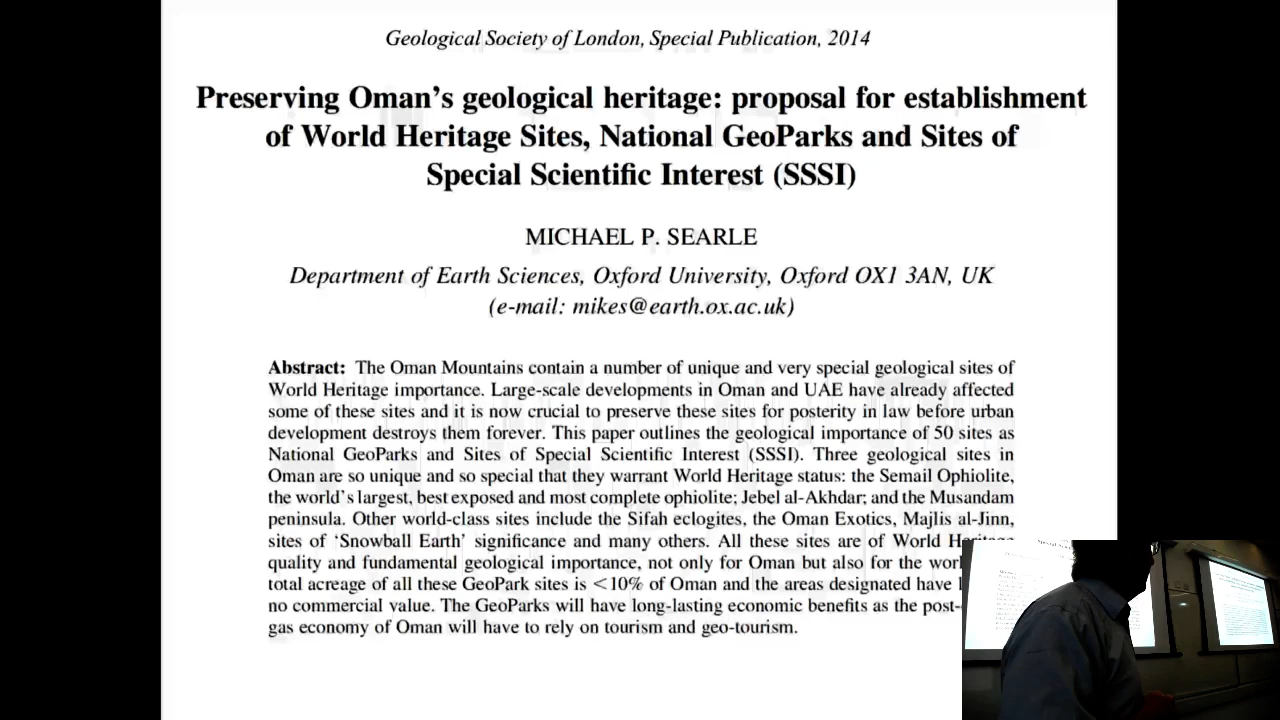 Geological Society of London, Special Publication, 2014
Preserving Oman's geological heritage: proposal for establishment
of World Heritage Sites, National GeoParks and Sites of
Special Scientific Interest (SSSI)
MICHAEL P. SEARLE
Department of Earth Sciences, Oxford University, Oxford OX1 3AN, UK
(e-mail: mikes@earth.ox.ac.uk)
Abstract: The Oman Mountains contain a number of unique and very special geological sites of
World Heritage importance. Large-scale developments in Oman and UAE have already affected
some of these sites and it is now crucial to preserve these sites for posterity in law before urban
development destroys them forever. This paper outlines the geological importance of 50 sites as
National GeoParks and Sites of Special Scientific Interest (SSSI). Three geological sites in
Oman are so unique and so special that they warrant World Heritage status: the Semail Ophiolite,
the world's largest, best exposed and most complete ophiolite; Jebel al-Akhdar; and the Musandam
peninsula. Other world-class sites include the Sifah eclogites, the Oman Exotics, Majlis al-Jinn,
sites of 'Snowball Earth' significance and many others. All these sites are of World Heritage
quality and fundamental geological importance, not only for Oman but also for the
total acreage of all these GeoPark sites is <10% of Oman and the areas designated have
no commercial value. The GeoParks will have long-lasting economic benefits as the post-
gas economy of Oman will have to rely on tourism and geo-tourism.